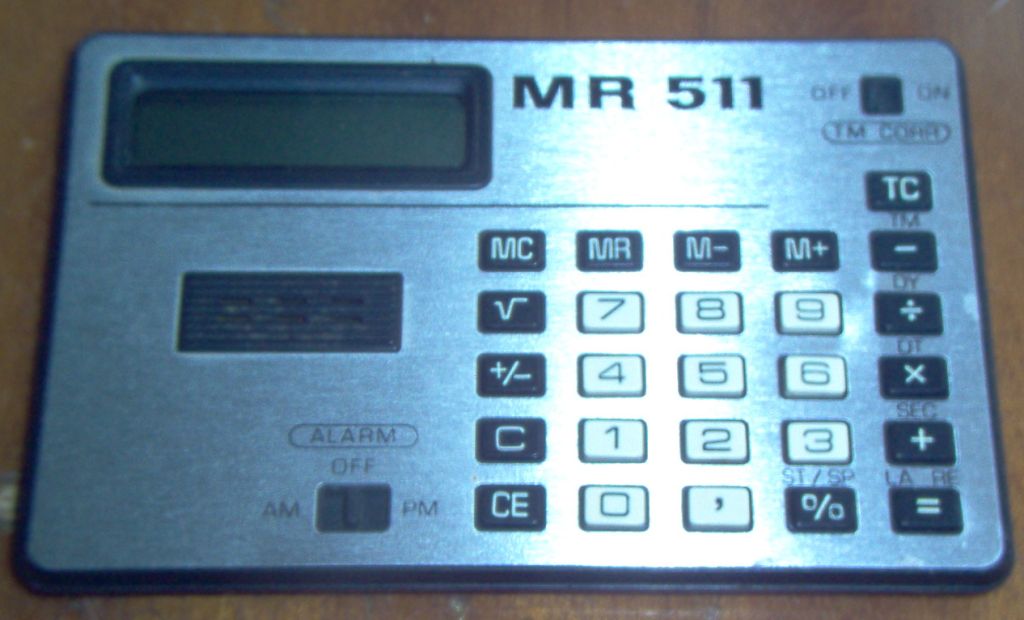 MR 511
OFF ON
TM CORR
TC
TM
MC MR M- M+ -
DY
√ 7 8 9 ÷
DT
+/- 4 5 6 ×
SEC
ALARM
C 1 2 3 +
OFF
ST/SP LA RE
AM PM
CE 0 , % =